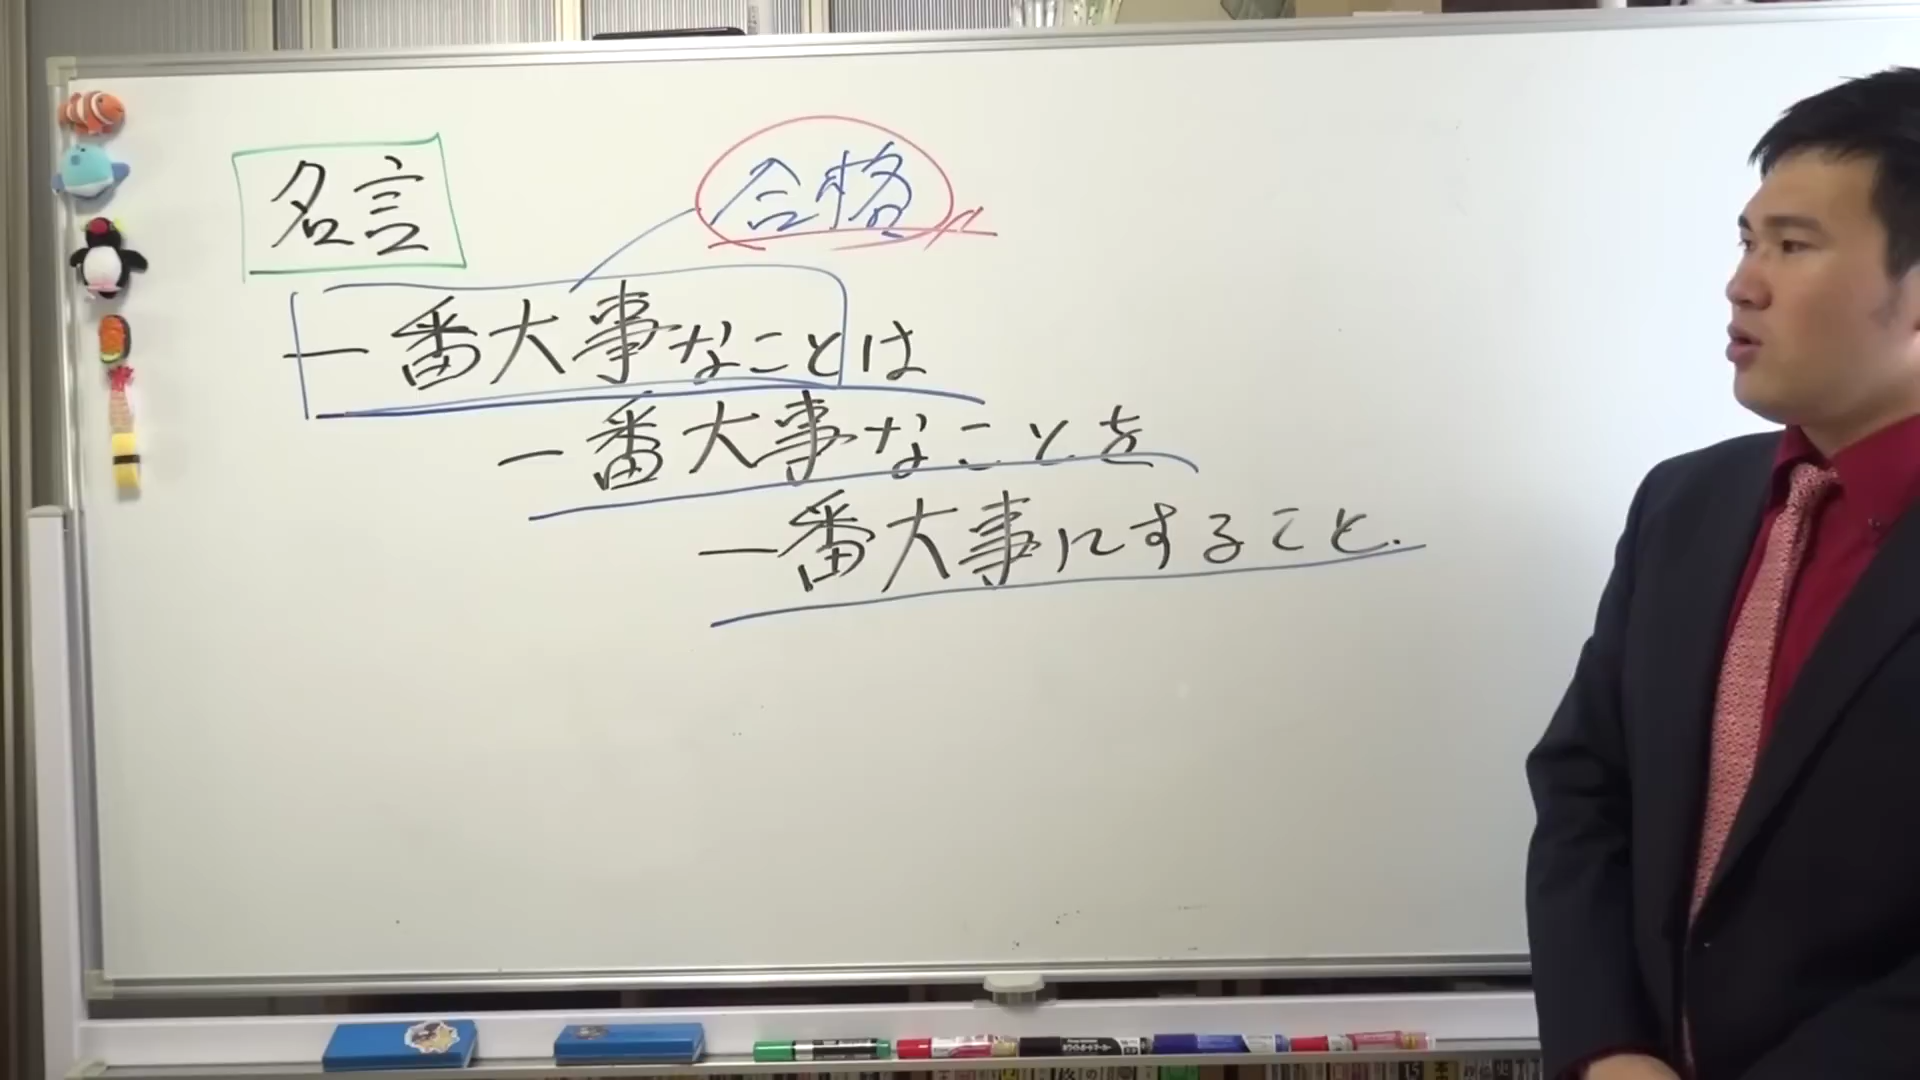 名言
合格
一番大事なことは
一番大事なことを
一番大事にすること.